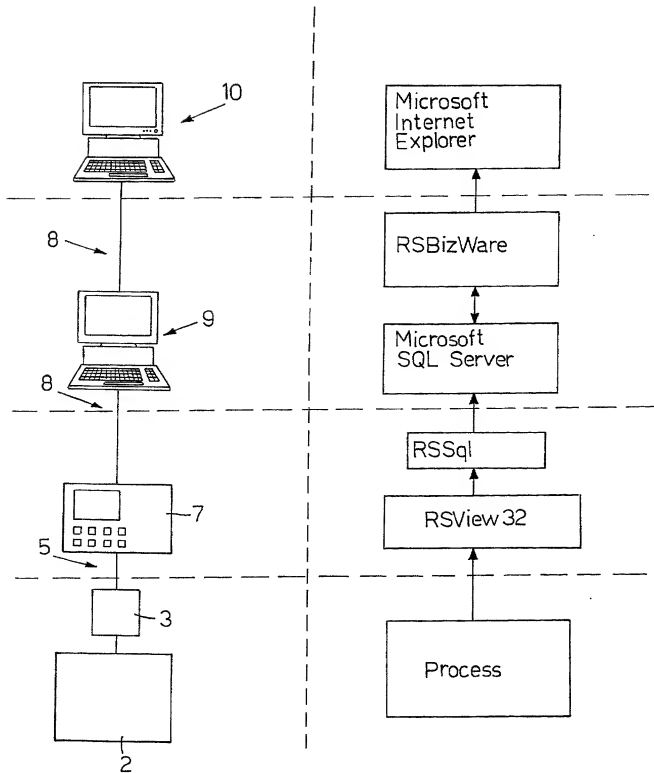 10
Microsoft
Internet
Explorer
8
RSBizWare
9
Microsoft
SQL Server
8
RSSql
7
RSView 32
5
3
Process
2